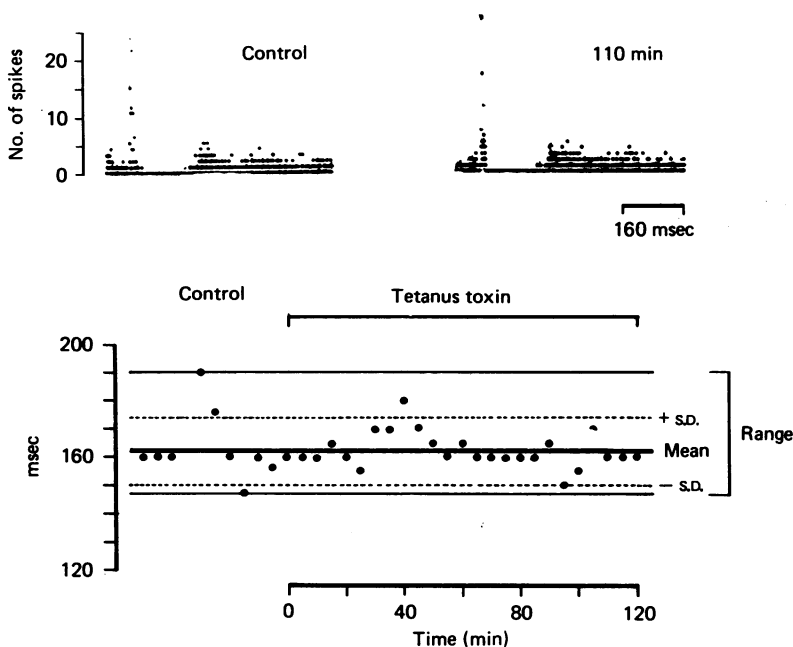 No. of spikes
20
10
0
Control
110 min
160 msec
Control
Tetanus toxin
msec
200
160
120
+ S.D.
Mean
− S.D.
Range
0
40
80
120
Time (min)